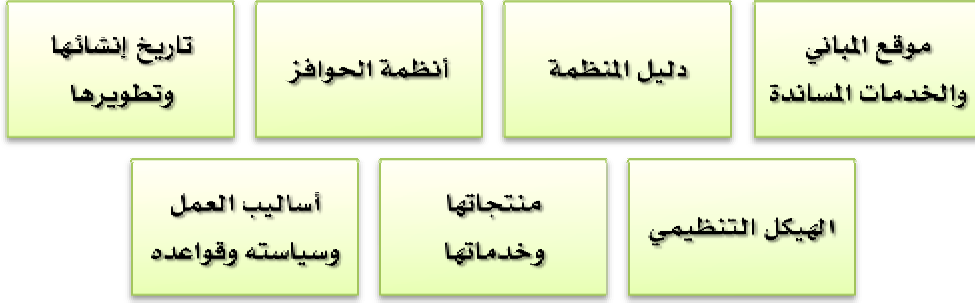 موقع المباني
والخدمات المساندة
دليل المنظمة
أنظمة الحوافز
تاريخ إنشائها
وتطويرها
الهيكل التنظيمي
منتجاتها
وخدماتها
أساليب العمل
وسياسته وقواعده